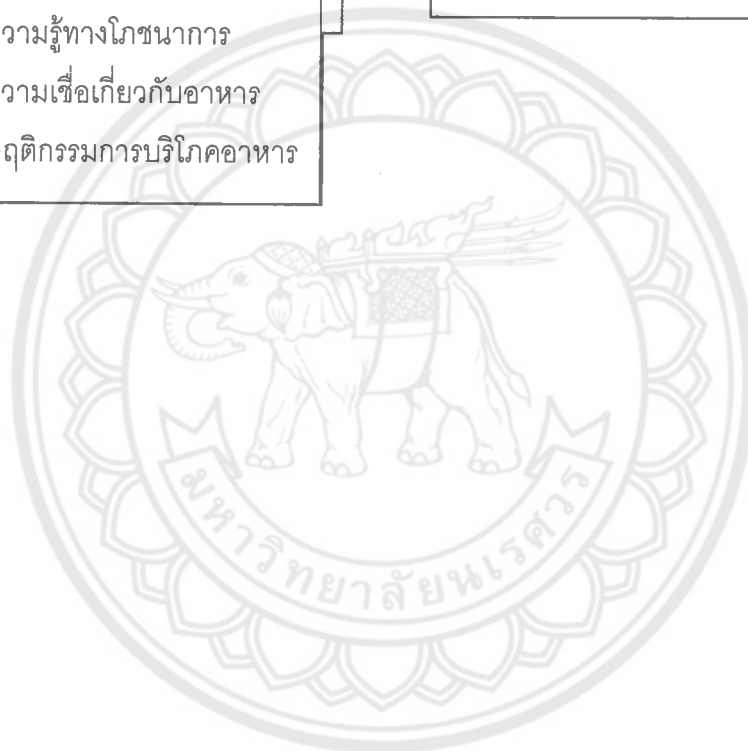 วามรู้ทางโภชนาการ
วามเชื่อเกี่ยวกับอาหาร
ฤติกรรมการบริโภคอาหาร
มหาวิทยาลัยนเรศวร